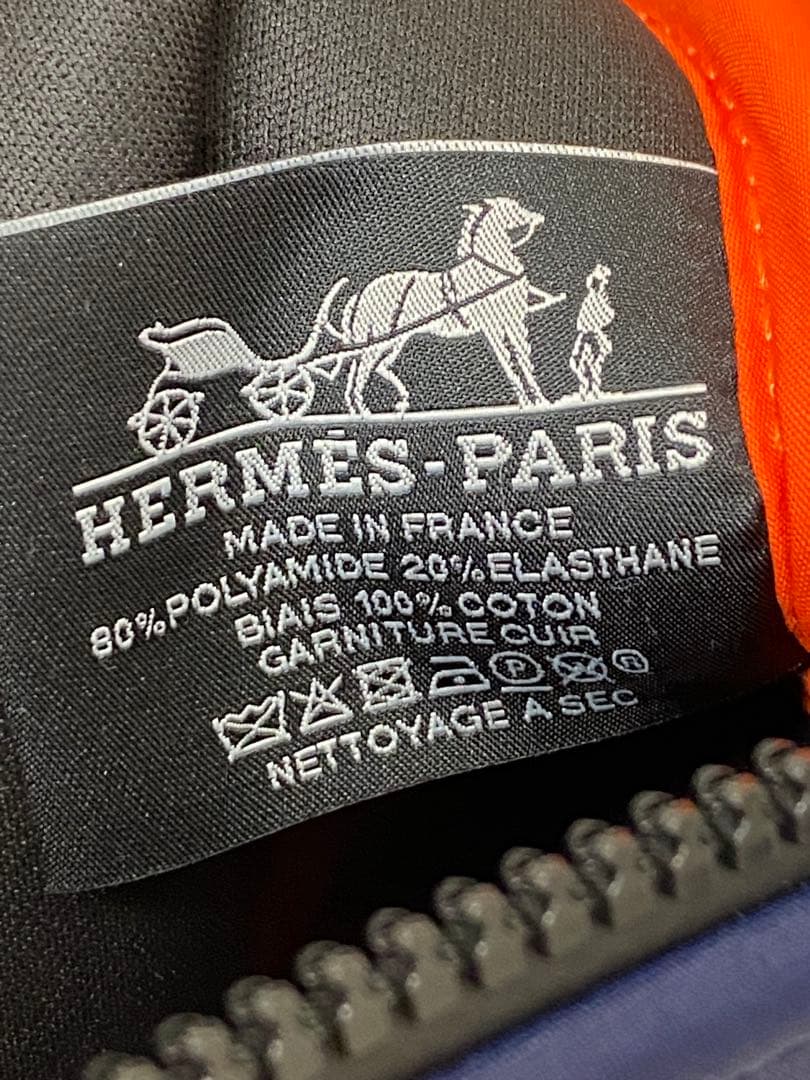 HERMÈS-PARIS
MADE IN FRANCE
80% POLYAMIDE 20% ELASTHANE
BIAIS 100% COTON
GARNITURE CUIR
P ®
NETTOYAGE A SEC